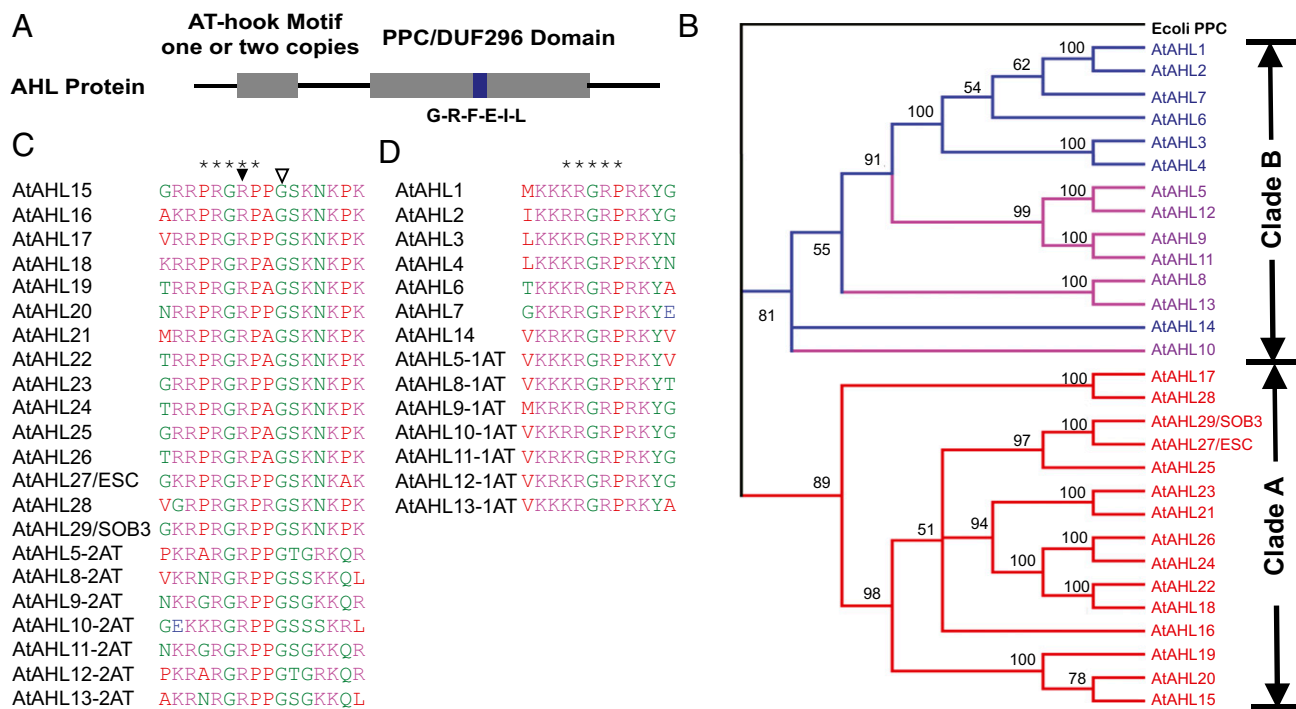 A
AT-hook Motif
one or two copies
PPC/DUF296 Domain
AHL Protein
G-R-F-E-I-L
C
*****
AtAHL15 GRRPRGRPPGSKNKPK
AtAHL16 AKRPRGRPAGSKNKPK
AtAHL17 VRRPRGRPPGSKNKPK
AtAHL18 KRRPRGRPAGSKNKPK
AtAHL19 TRRPRGRPAGSKNKPK
AtAHL20 NRRPRGRPAGSKNKPK
AtAHL21 MRRPRGRPAGSKNKPK
AtAHL22 TRRPRGRPAGSKNKPK
AtAHL23 GRRPRGRPPGSKNKPK
AtAHL24 TRRPRGRPAGSKNKPK
AtAHL25 GRRPRGRPAGSKNKPK
AtAHL26 TRRPRGRPAGSKNKPK
AtAHL27/ESC GKRPRGRPPGSKNKAK
AtAHL28 VGRPRGRPRGSKNKPK
AtAHL29/SOB3 GKRPRGRPPGSKNKPK
AtAHL5-2AT PKRARGRPPGTGRKQR
AtAHL8-2AT VKRNRGRPPGSSKKQL
AtAHL9-2AT NKRGRGRPPGSGKKQR
AtAHL10-2AT GEKKRGRPPGSSSKRL
AtAHL11-2AT NKRGRGRPPGSGKKQR
AtAHL12-2AT PKRARGRPPGTGRKQR
AtAHL13-2AT AKRNRGRPPGSGKKQL
D
*****
AtAHL1 MKKKRGRPRKYG
AtAHL2 IKKRRGRPRKYG
AtAHL3 LKKKRGRPRKYN
AtAHL4 LKKKRGRPRKYN
AtAHL6 TKKKRGRPRKYA
AtAHL7 GKKKRGRPRKYE
AtAHL14 VKKKRGRPRKYV
AtAHL5-1AT VKKKRGRPRKYV
AtAHL8-1AT VKKKRGRPRKYT
AtAHL9-1AT MKKKRGRPRKYG
AtAHL10-1AT VKKRRGRPRKYG
AtAHL11-1AT VKKRRGRPRKYG
AtAHL12-1AT VKKKRGRPRKYG
AtAHL13-1AT VKKKRGRPRKYA
B
Ecoli PPC
AtAHL1
AtAHL2
AtAHL7
AtAHL6
AtAHL3
AtAHL4
AtAHL5
AtAHL12
AtAHL9
AtAHL11
AtAHL8
AtAHL13
AtAHL14
AtAHL10
AtAHL17
AtAHL28
AtAHL29/SOB3
AtAHL27/ESC
AtAHL25
AtAHL23
AtAHL21
AtAHL26
AtAHL24
AtAHL22
AtAHL18
AtAHL16
AtAHL19
AtAHL20
AtAHL15
100
62
54
100
100
91
100
99
100
55
100
81
100
100
97
89
100
94
51
100
100
100
98
100
78
Clade B
Clade A